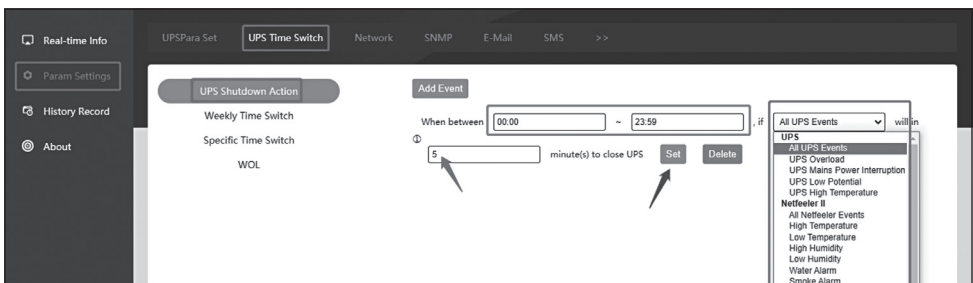 Real-time Info
UPSPara Set UPS Time Switch Network SNMP E-Mail SMS >>
Param Settings
History Record
About
UPS Shutdown Action
Weekly Time Switch
Specific Time Switch
WOL
Add Event
When between 00:00 ~ 23:59 , if All UPS Events will in
① 5 minute(s) to close UPS Set Delete
UPS
All UPS Events
UPS Overload
UPS Mains Power Interruption
UPS Low Potential
UPS High Temperature
Netfeeler II
All Netfeeler Events
High Temperature
Low Temperature
High Humidity
Low Humidity
Water Alarm
Smoke Alarm